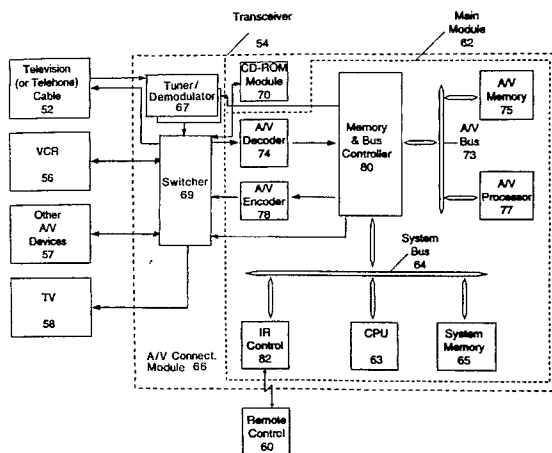 Transceiver
54
Main
Module
62
Television
(or Telehone)
Cable
52
Tuner/
Demodulator
67
CD-ROM
Module
70
A/V
Memory
75
VCR
56
Switcher
69
A/V
Decoder
74
Memory
& Bus
Controller
80
A/V
Bus
73
Other
A/V
Devices
57
A/V
Encoder
78
A/V
Processor
77
TV
58
System
Bus
64
A/V Connect.
Module 66
IR
Control
82
CPU
63
System
Memory
65
Remote
Control
60